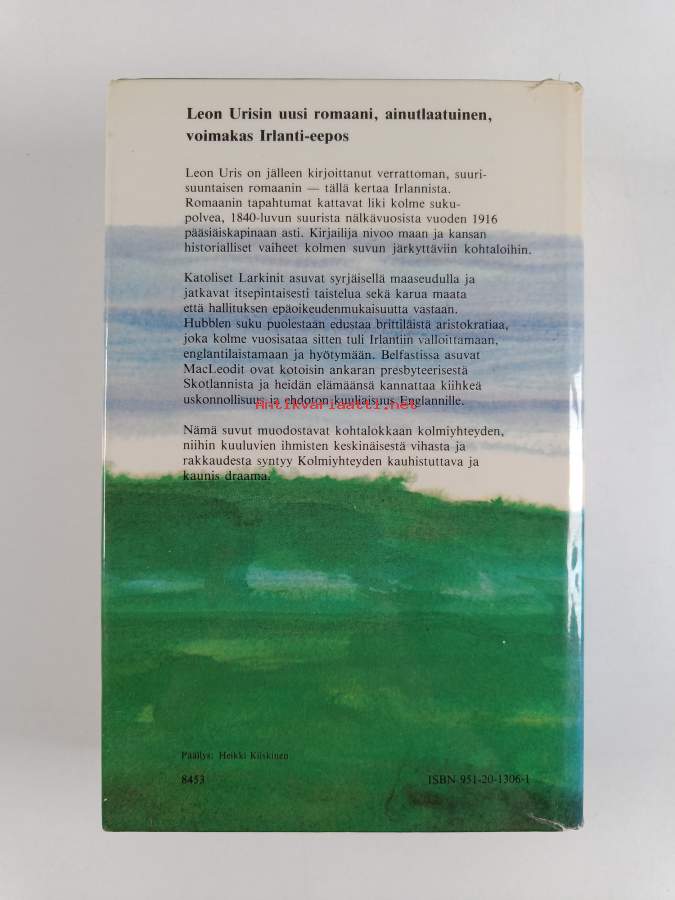 Leon Urisin uusi romaani, ainutlaatuinen,
voimakas Irlanti-eepos
Leon Uris on jälleen kirjoittanut verrattoman, suuri-
suuntaisen romaanin — tällä kertaa Irlannista.
Romaanin tapahtumat kattavat liki kolme suku-
polvea, 1840-luvun suurista nälkävuosista vuoden 1916
pääsiäiskapinaan asti. Kirjailija nivoo maan ja kansan
historialliset vaiheet kolmen suvun järkyttäviin kohtaloihin.
Katoliset Larkinit asuvat syrjäisellä maaseudulla ja
jatkavat itsepintaisesti taistelua sekä karua maata
että hallituksen epäoikeudenmukaisuutta vastaan.
Hubblen suku puolestaan edustaa brittiläistä aristokratiaa,
joka kolme vuosisataa sitten tuli Irlantiin valloittamaan,
englantilaistamaan ja hyötymään. Belfastissa asuvat
MacLeodit ovat kotoisin ankaran presbyteerisestä
Skotlannista ja heidän elämäänsä kannattaa kiihkeä
uskonnollisuus ja ehdoton kuuliaisuus Englannille.
Antikvariaatti.net
Nämä suvut muodostavat kohtalokkaan kolmiyhteyden,
niihin kuuluvien ihmisten keskinäisestä vihasta ja
rakkaudesta syntyy Kolmiyhteyden kauhistuttava ja
kaunis draama.
Päällys: Heikki Kiiskinen
8453
ISBN 951-20-1306-1